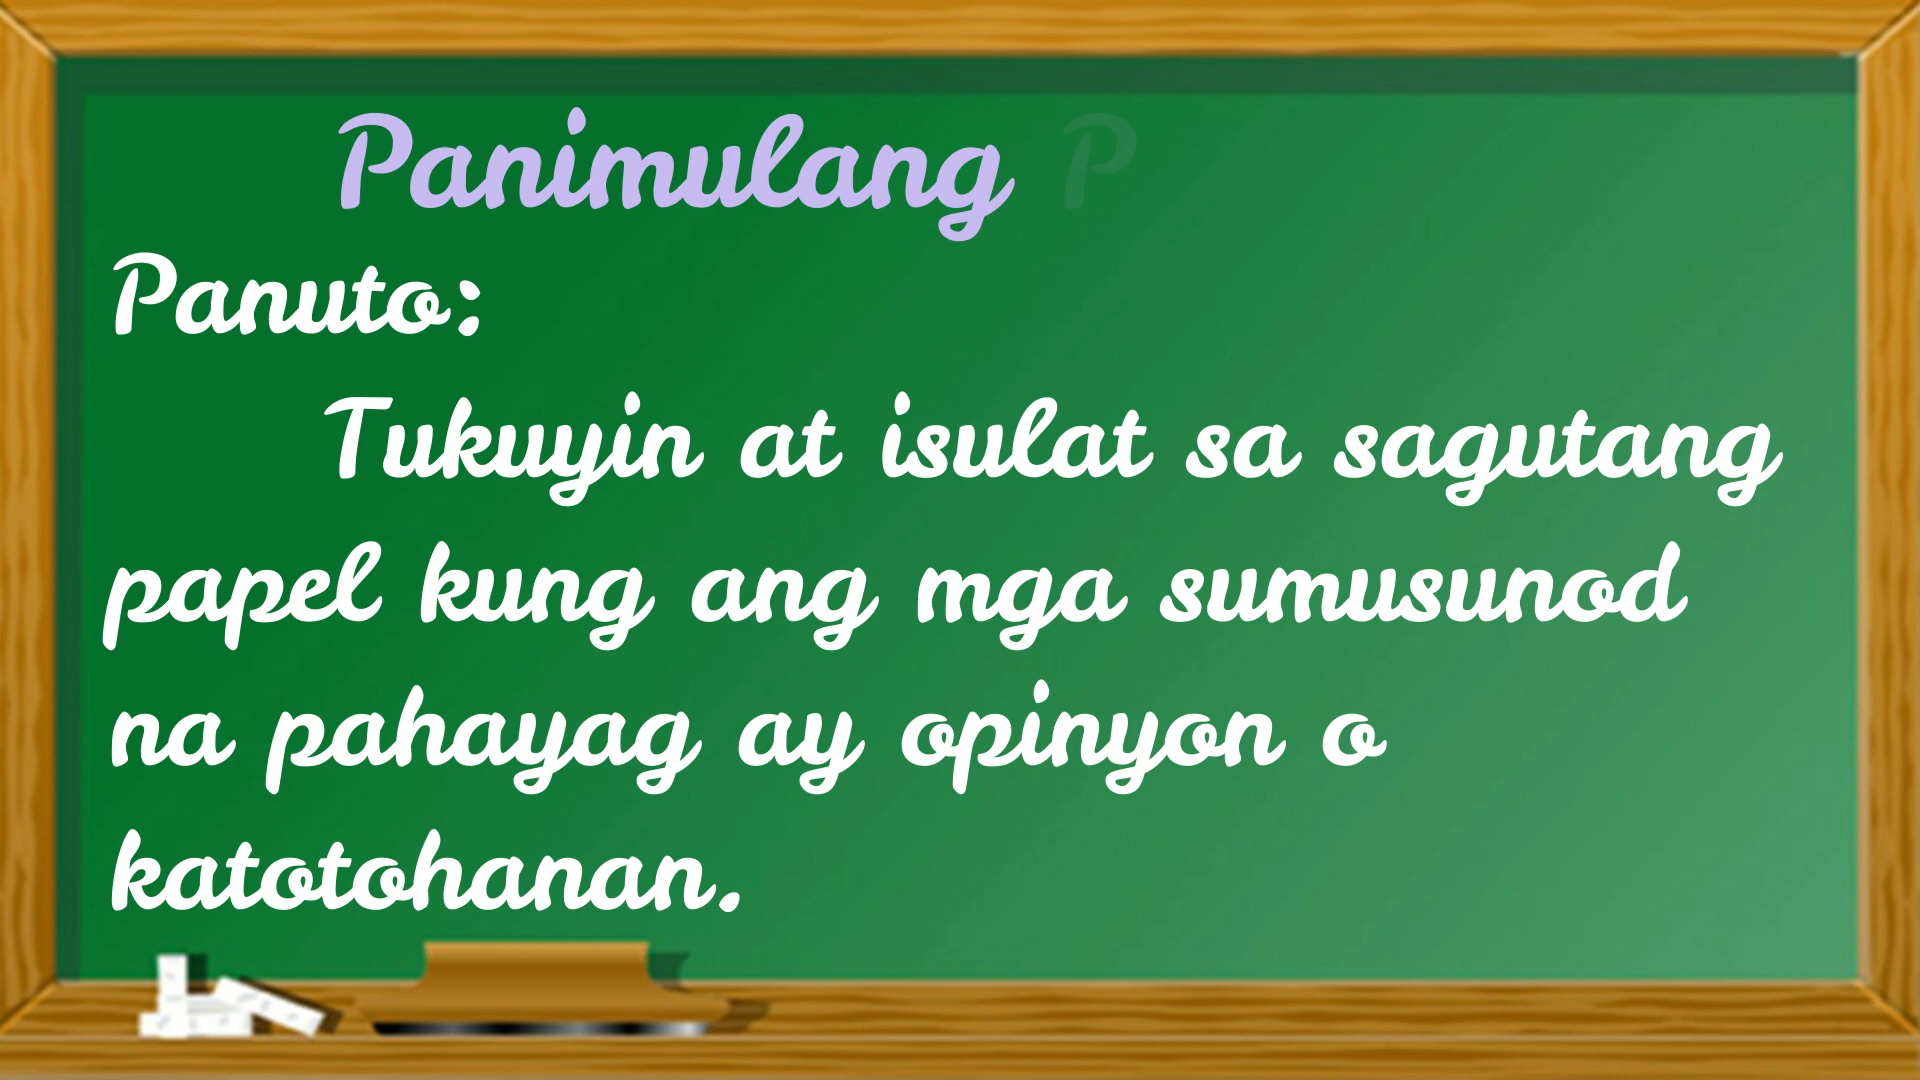 Panimulang P
Panuto:
Tukuyin at isulat sa sagutang
papel kung ang mga sumusunod
na pahayag ay opinyon o
katotohanan.